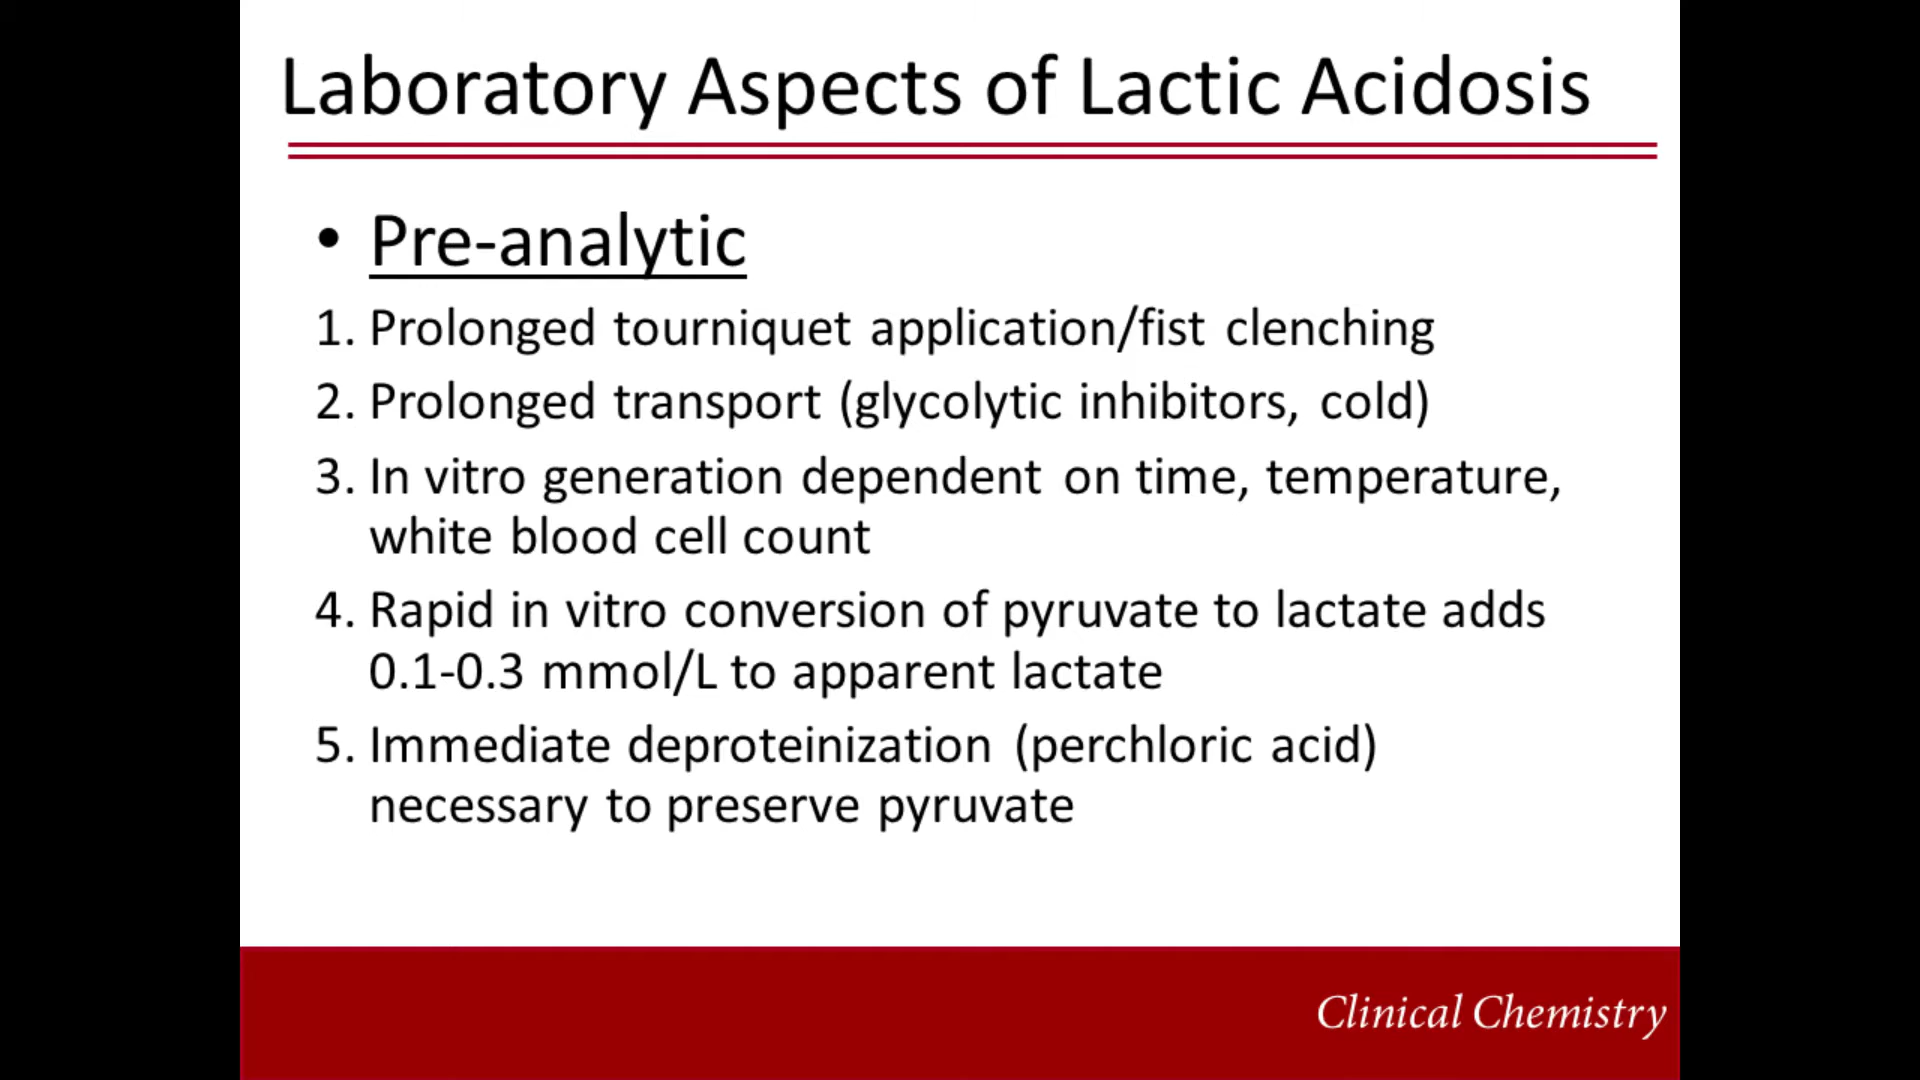 Laboratory Aspects of Lactic Acidosis
• Pre-analytic
1. Prolonged tourniquet application/fist clenching
2. Prolonged transport (glycolytic inhibitors, cold)
3. In vitro generation dependent on time, temperature,
white blood cell count
4. Rapid in vitro conversion of pyruvate to lactate adds
0.1-0.3 mmol/L to apparent lactate
5. Immediate deproteinization (perchloric acid)
necessary to preserve pyruvate
Clinical Chemistry